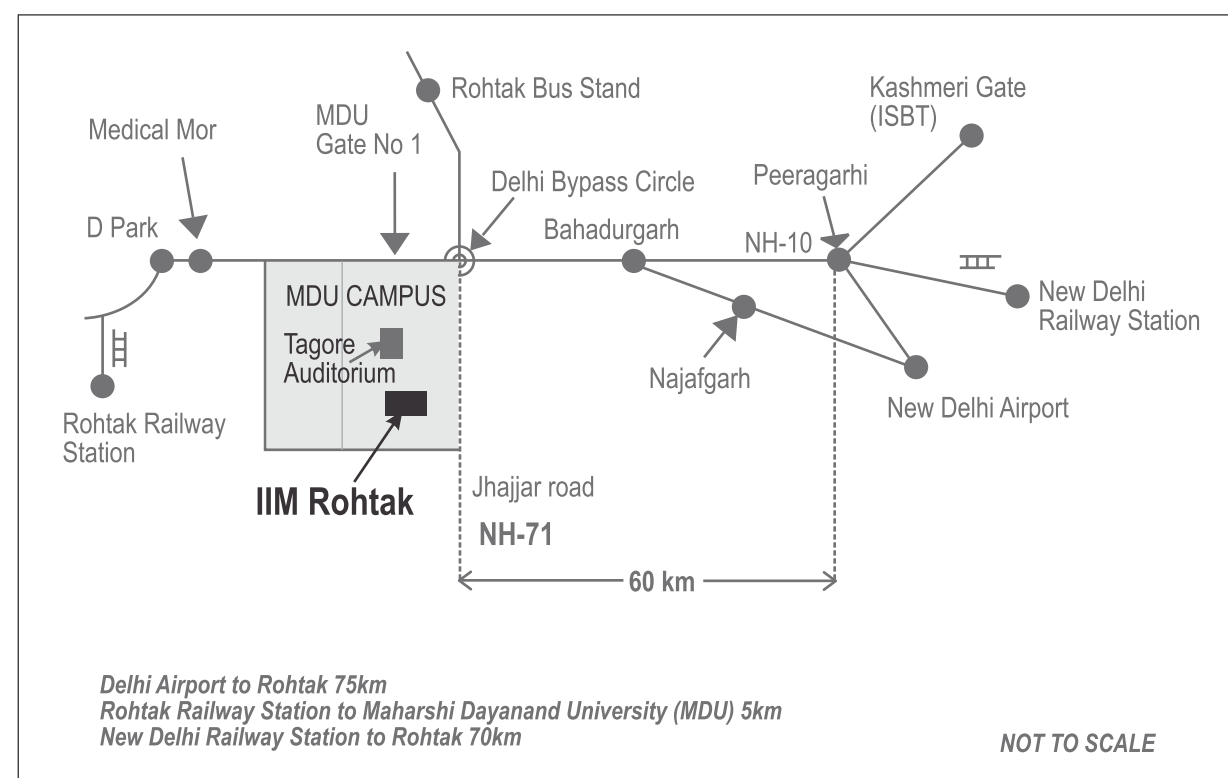 Rohtak Bus Stand
Kashmeri Gate
(ISBT)
MDU
Gate No 1
Medical Mor
Delhi Bypass Circle
Peeragarhi
D Park
Bahadurgarh
NH-10
MDU CAMPUS
New Delhi
Railway Station
Tagore
Auditorium
Najafgarh
New Delhi Airport
Rohtak Railway
Station
IIM Rohtak
Jhajjar road
NH-71
60 km
Delhi Airport to Rohtak 75km
Rohtak Railway Station to Maharshi Dayanand University (MDU) 5km
New Delhi Railway Station to Rohtak 70km
NOT TO SCALE